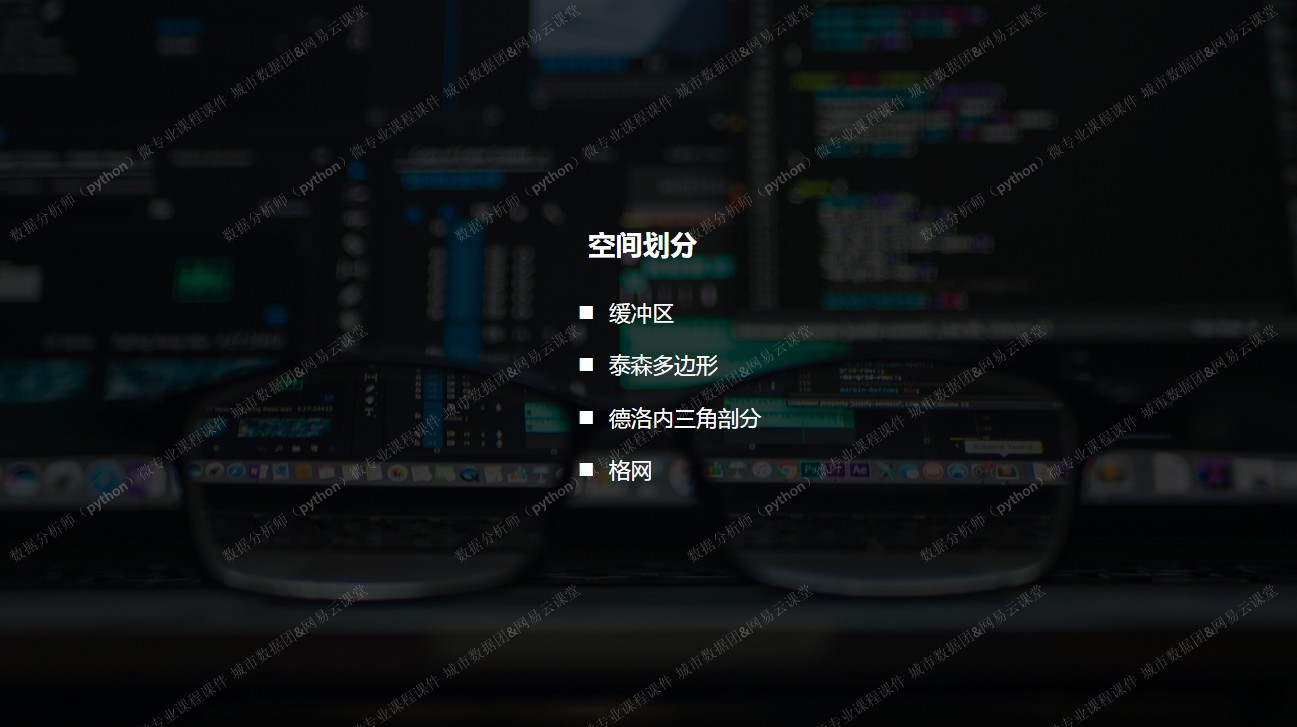 空间划分
■ 缓冲区
■ 泰森多边形
■ 德洛内三角剖分
■ 格网
数据分析师（python）微专业课程课件 城市数据团&网易云课堂